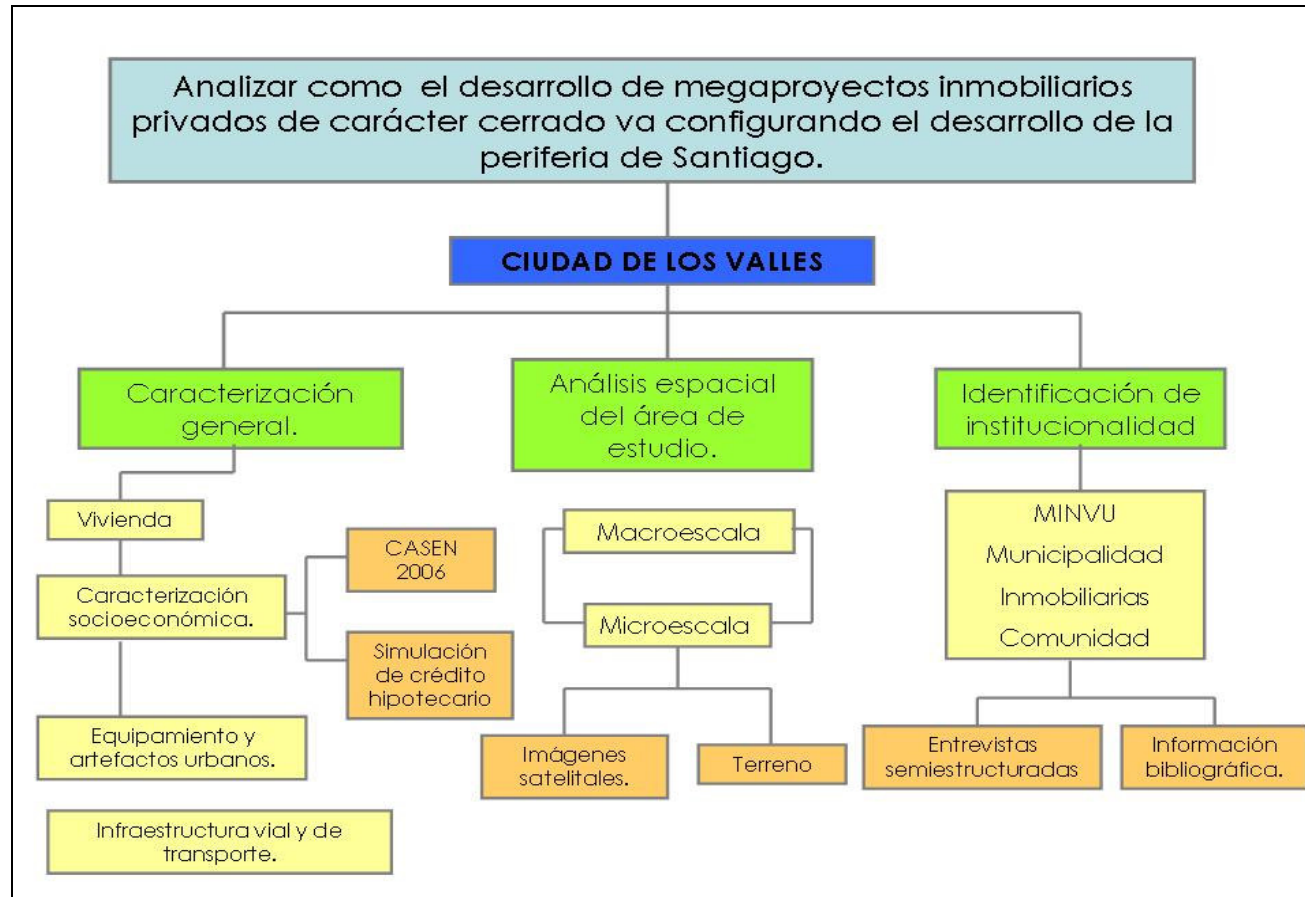 Analizar como el desarrollo de megaproyectos inmobiliarios
privados de carácter cerrado va configurando el desarrollo de la
periferia de Santiago.
CIUDAD DE LOS VALLES
Caracterización
general.
Vivienda
Caracterización
socioeconómica.
CASEN
2006
Simulación
de crédito
hipotecario
Equipamiento y
artefactos urbanos.
Infraestructura vial y de
transporte.
Análisis espacial
del área de
estudio.
Macroescala
Microescala
Imágenes
satelitales.
Terreno
Identificación de
institucionalidad
MINVU
Municipalidad
Inmobiliarias
Comunidad
Entrevistas
semiestructuradas
Información
bibliográfica.